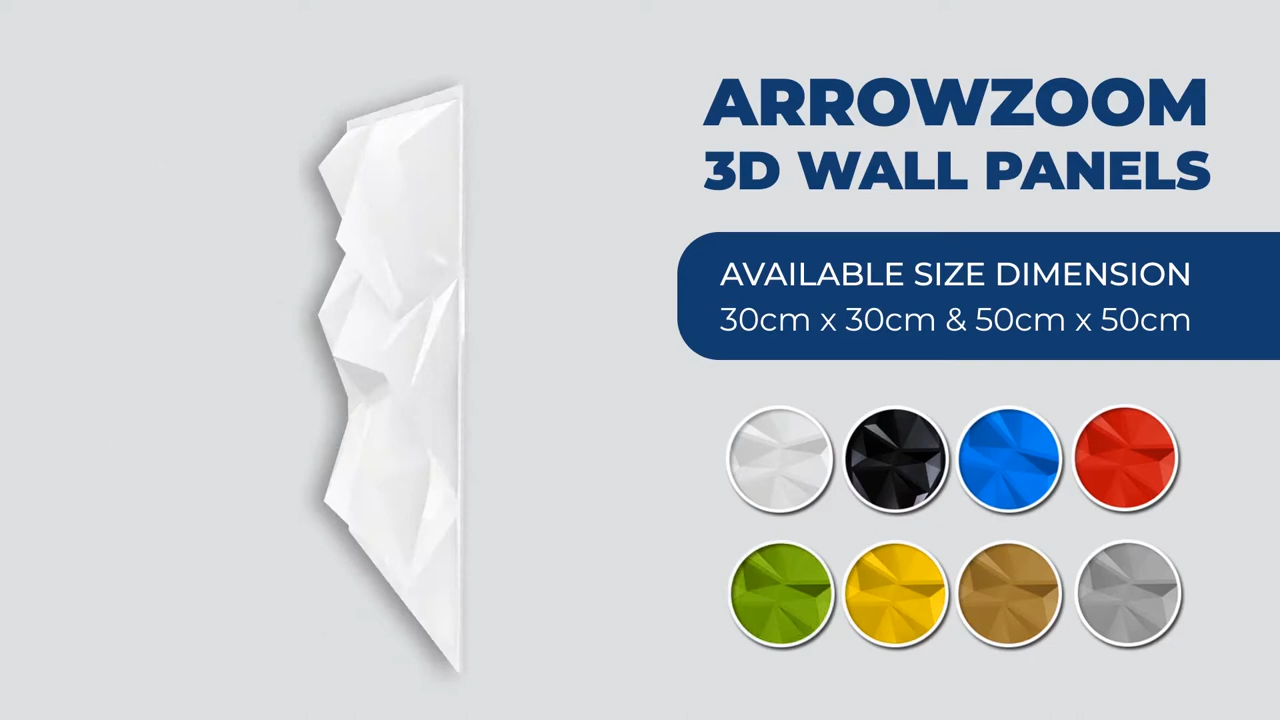 ARROWZOOM
3D WALL PANELS
AVAILABLE SIZE DIMENSION
30cm x 30cm & 50cm x 50cm